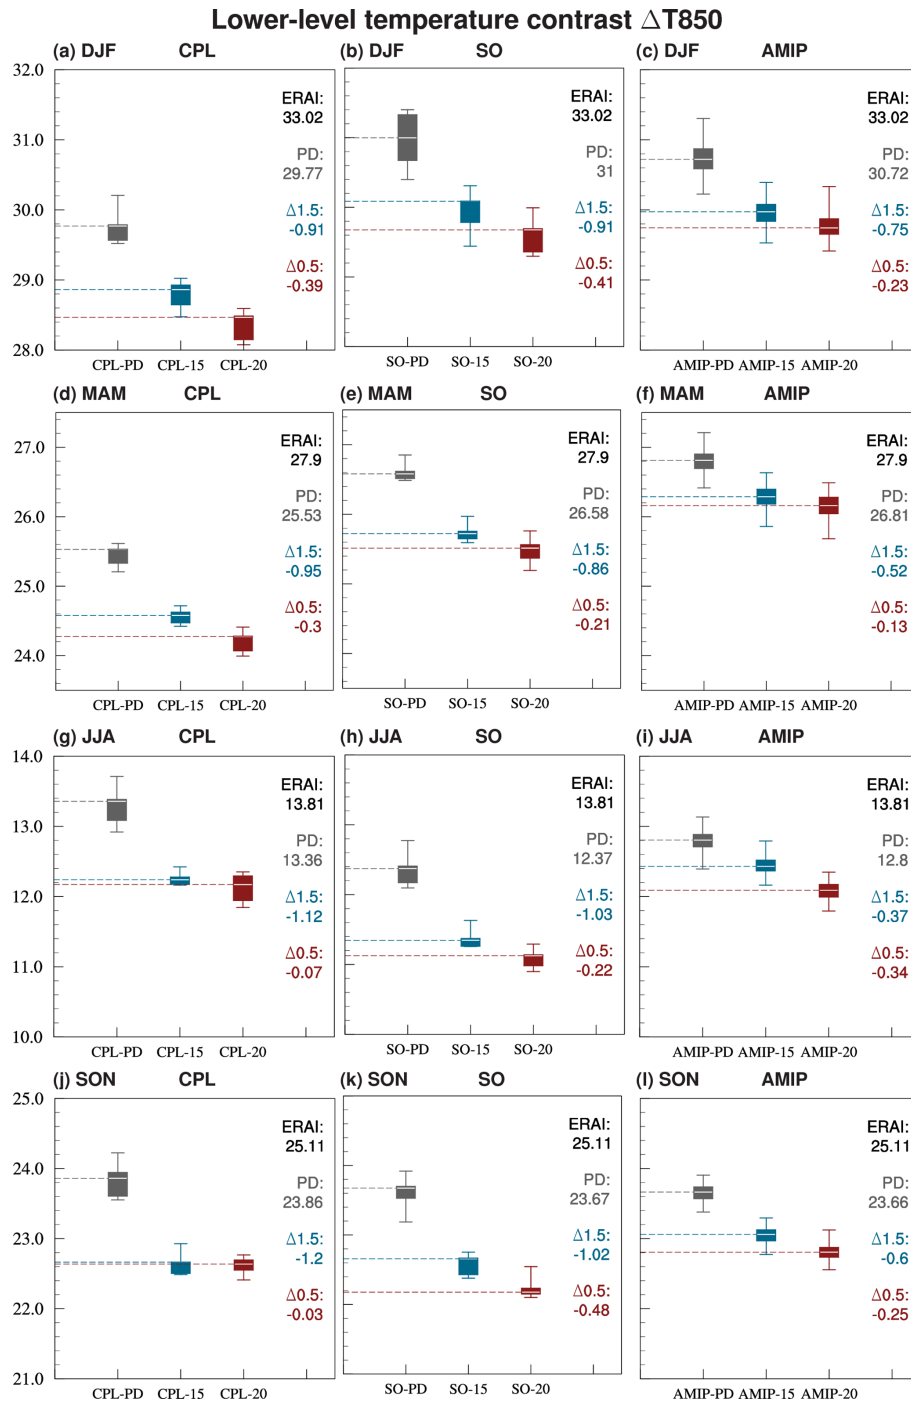 Lower-level temperature contrast ΔT850
(a) DJF CPL
32.0
31.0
30.0
29.0
28.0
ERAI:
33.02
PD:
29.77
Δ1.5:
-0.91
Δ0.5:
-0.39
CPL-PD CPL-15 CPL-20
(b) DJF SO
ERAI:
33.02
PD:
31
Δ1.5:
-0.91
Δ0.5:
-0.41
SO-PD SO-15 SO-20
(c) DJF AMIP
ERAI:
33.02
PD:
30.72
Δ1.5:
-0.75
Δ0.5:
-0.23
AMIP-PD AMIP-15 AMIP-20
(d) MAM CPL
27.0
26.0
25.0
24.0
ERAI:
27.9
PD:
25.53
Δ1.5:
-0.95
Δ0.5:
-0.3
CPL-PD CPL-15 CPL-20
(e) MAM SO
ERAI:
27.9
PD:
26.58
Δ1.5:
-0.86
Δ0.5:
-0.21
SO-PD SO-15 SO-20
(f) MAM AMIP
ERAI:
27.9
PD:
26.81
Δ1.5:
-0.52
Δ0.5:
-0.13
AMIP-PD AMIP-15 AMIP-20
(g) JJA CPL
14.0
13.0
12.0
11.0
10.0
ERAI:
13.81
PD:
13.36
Δ1.5:
-1.12
Δ0.5:
-0.07
CPL-PD CPL-15 CPL-20
(h) JJA SO
ERAI:
13.81
PD:
12.37
Δ1.5:
-1.03
Δ0.5:
-0.22
SO-PD SO-15 SO-20
(i) JJA AMIP
ERAI:
13.81
PD:
12.8
Δ1.5:
-0.37
Δ0.5:
-0.34
AMIP-PD AMIP-15 AMIP-20
(j) SON CPL
25.0
24.0
23.0
22.0
21.0
ERAI:
25.11
PD:
23.86
Δ1.5:
-1.2
Δ0.5:
-0.03
CPL-PD CPL-15 CPL-20
(k) SON SO
ERAI:
25.11
PD:
23.67
Δ1.5:
-1.02
Δ0.5:
-0.48
SO-PD SO-15 SO-20
(l) SON AMIP
ERAI:
25.11
PD:
23.66
Δ1.5:
-0.6
Δ0.5:
-0.25
AMIP-PD AMIP-15 AMIP-20